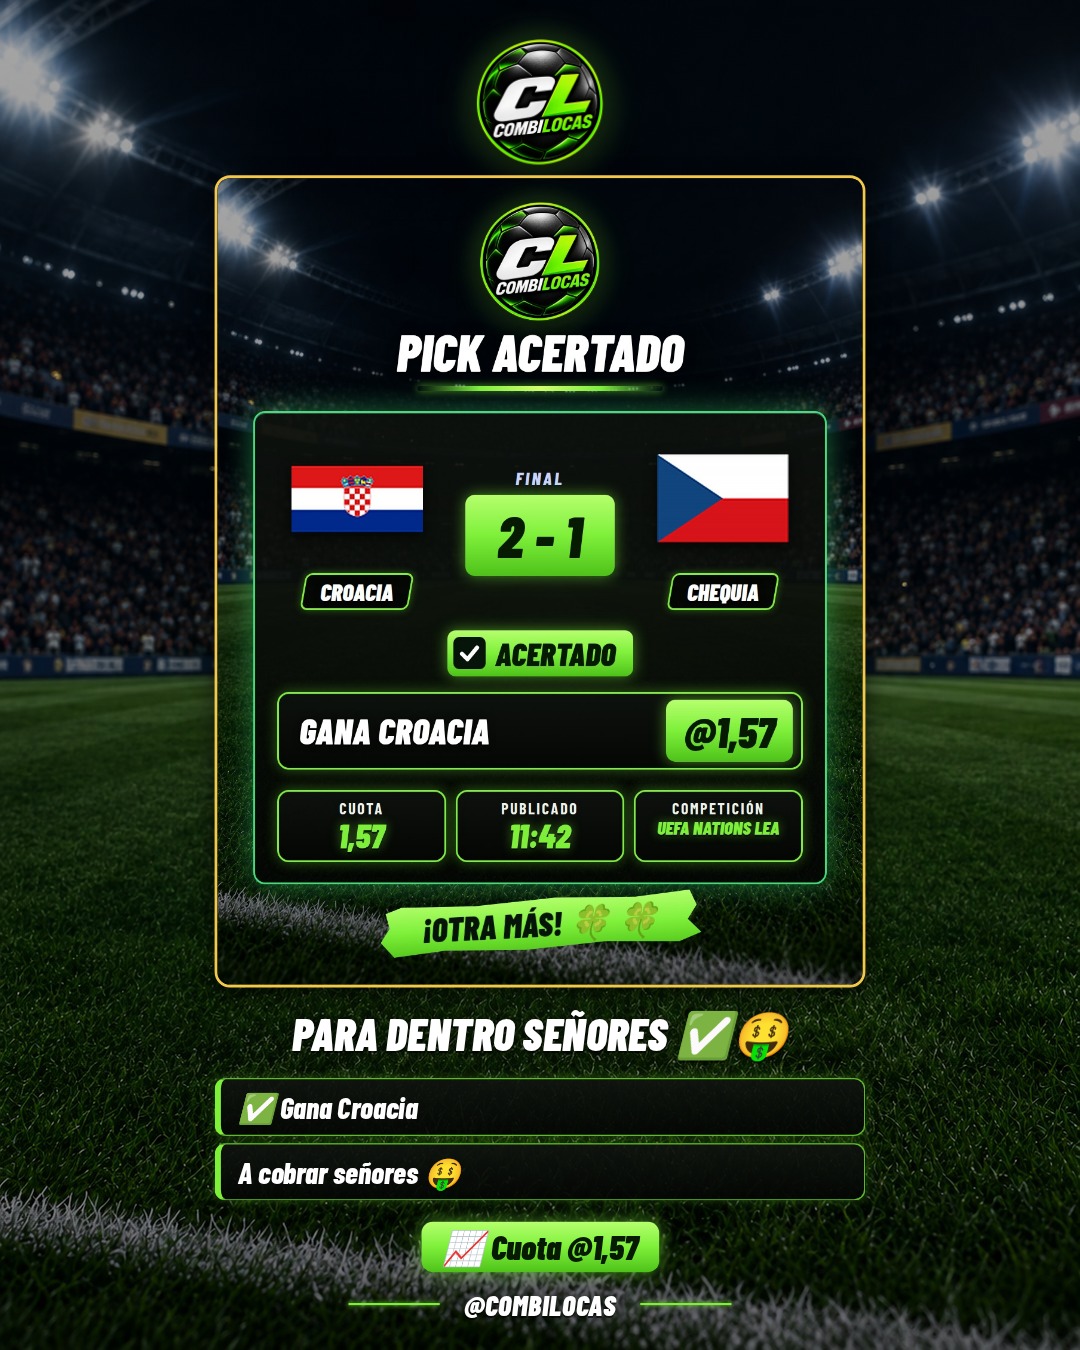 CL
COMBILOCAS
CL
COMBILOCAS
PICK ACERTADO
FINAL
2 - 1
CROACIA
CHEQUIA
✅ ACERTADO
GANA CROACIA
@1,57
CUOTA
1,57
PUBLICADO
11:42
COMPETICIÓN
UEFA NATIONS LEA
¡OTRA MÁS! 🍀 🍀
PARA DENTRO SEÑORES ✅🤑
✅ Gana Croacia
A cobrar señores 🤑
📈 Cuota @1,57
@COMBILOCAS